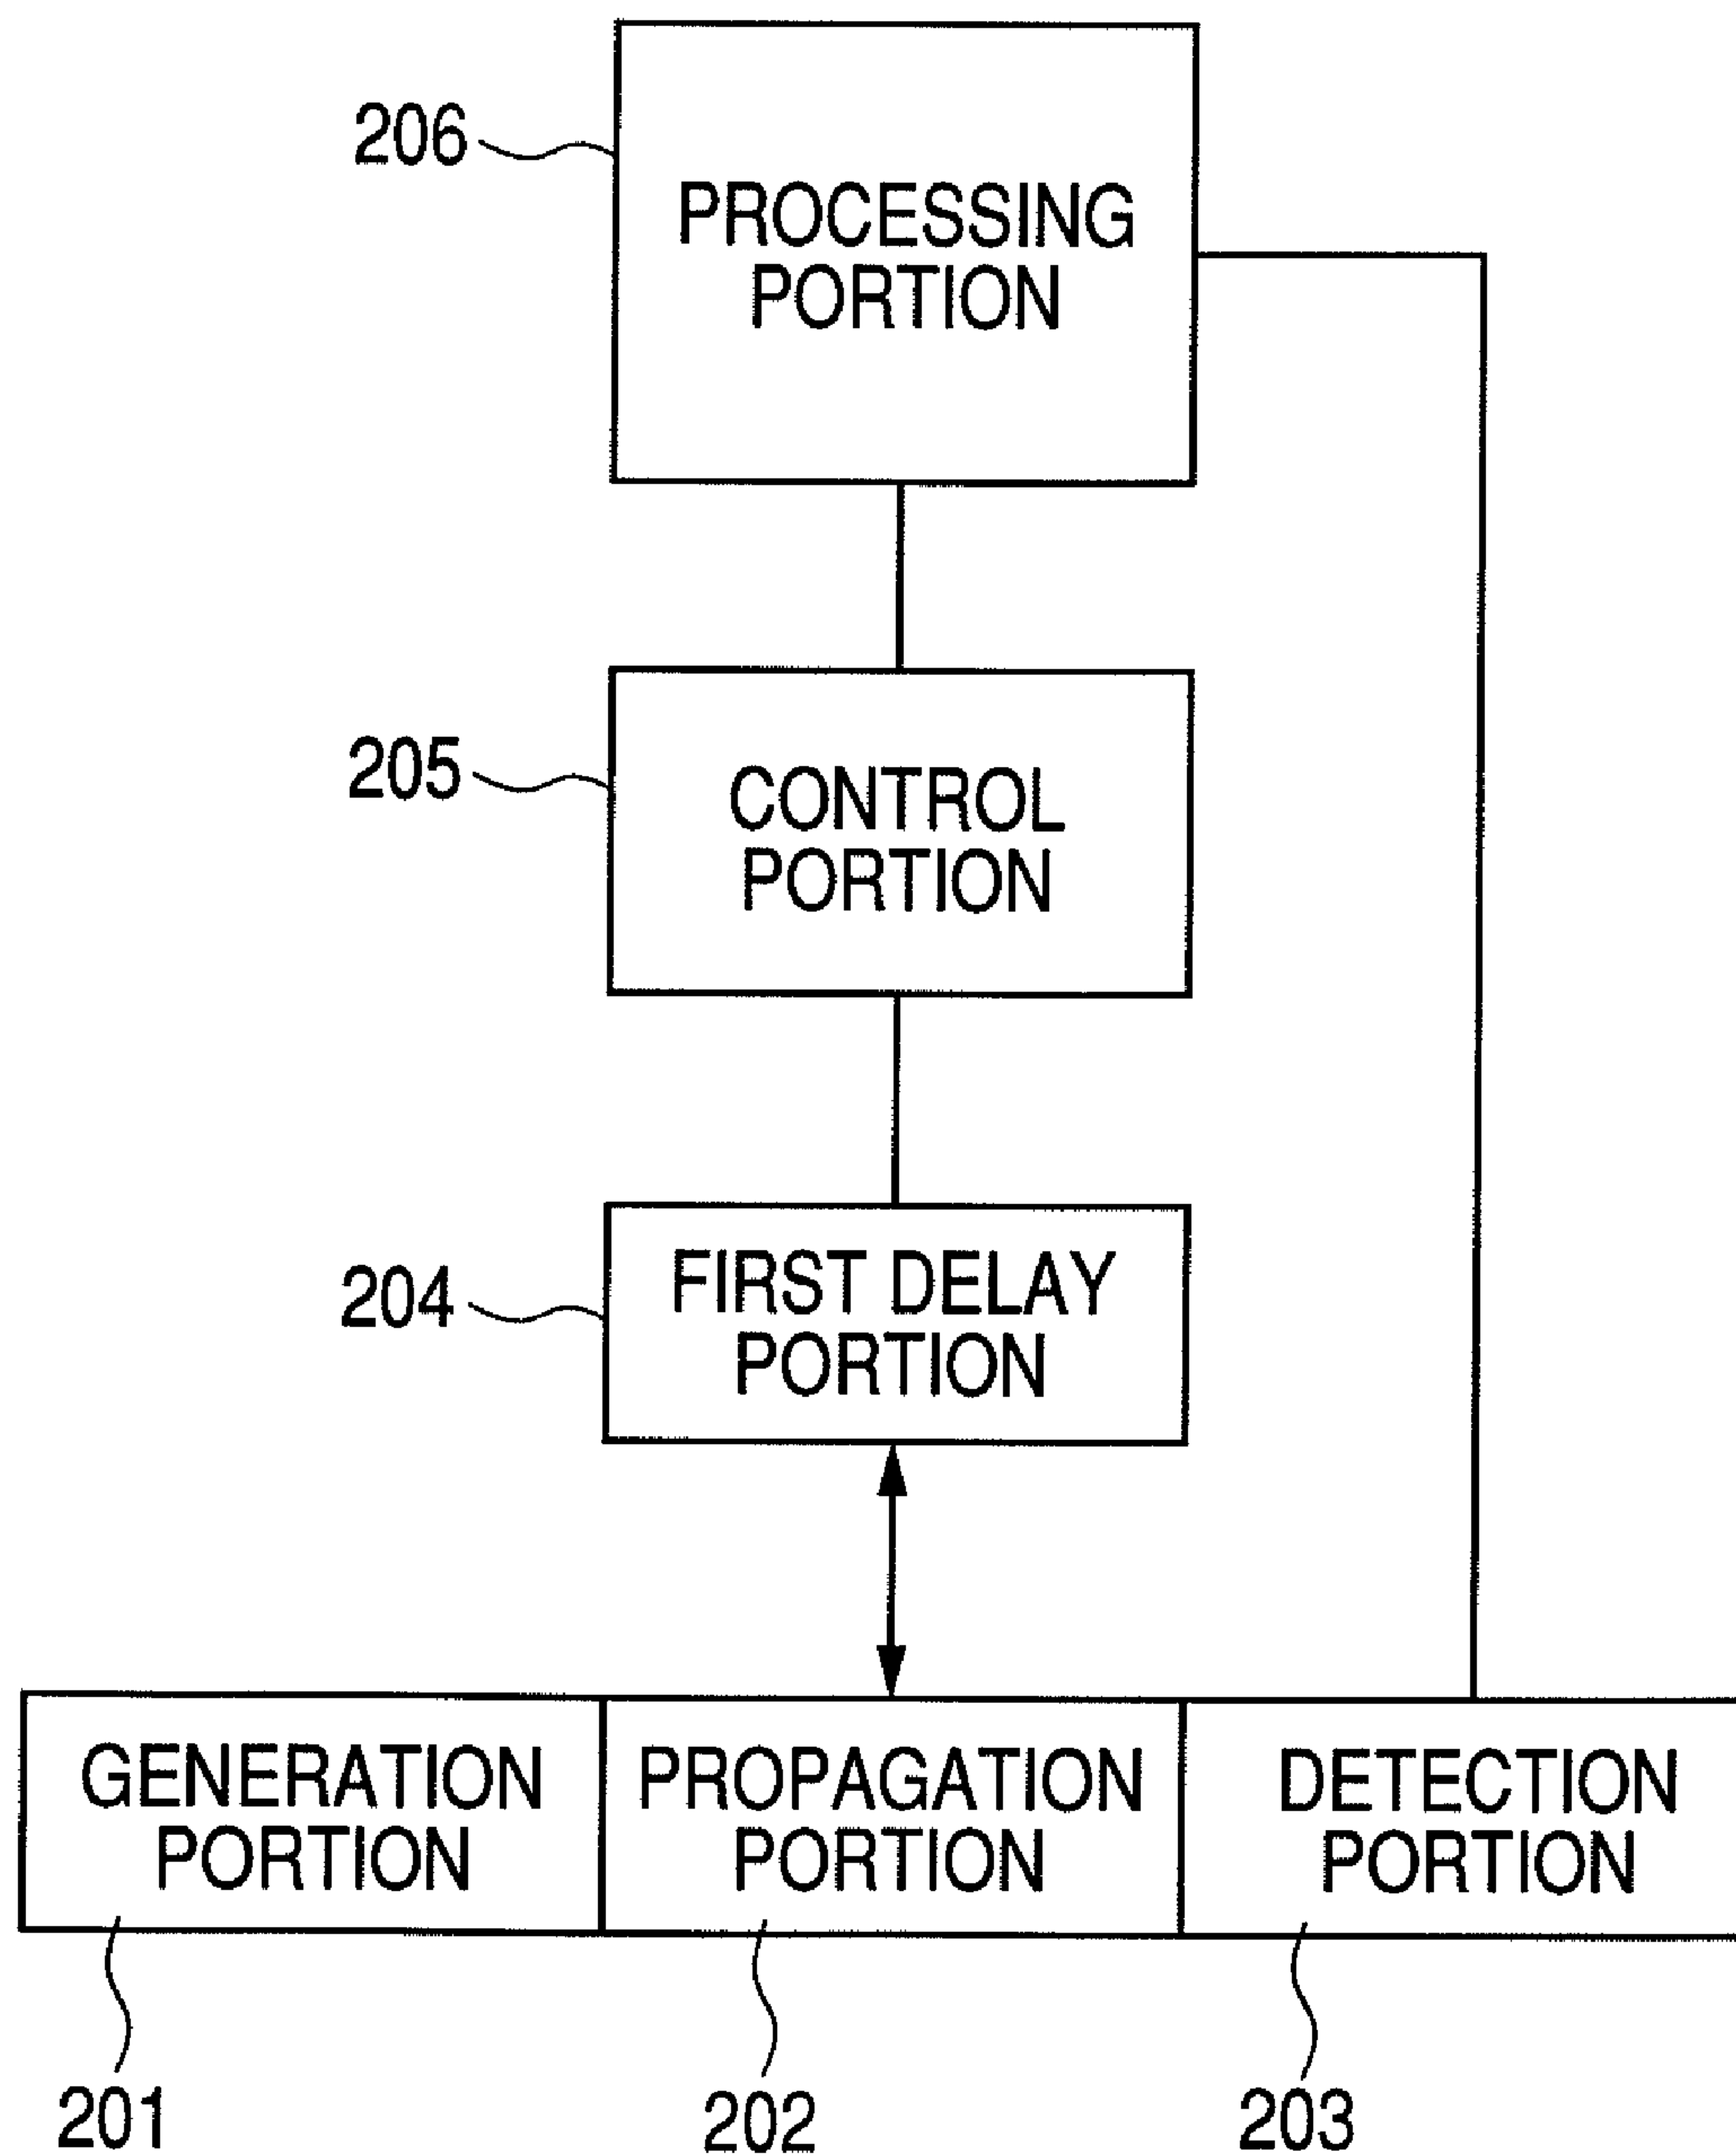 206
PROCESSING
PORTION
205
CONTROL
PORTION
204
FIRST DELAY
PORTION
GENERATION
PORTION
PROPAGATION
PORTION
DETECTION
PORTION
201
202
203